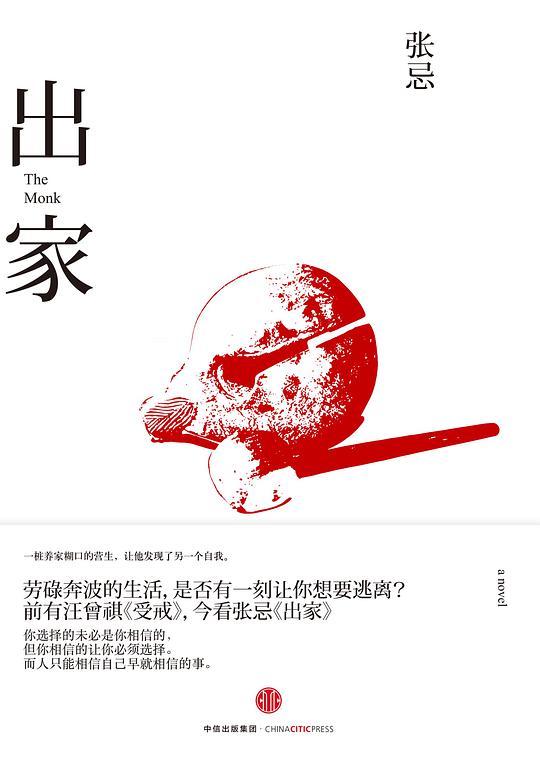 张忌
出家
The
Monk
一桩养家糊口的营生，让他发现了另一个自我。
劳碌奔波的生活，是否有一刻让你想要逃离？
前有汪曾祺《受戒》，今看张忌《出家》
你选择的未必是你相信的，
但你相信的让你必须选择。
而人只能相信自己早就相信的事。
a novel
中信出版集团·CHINACITICPRESS